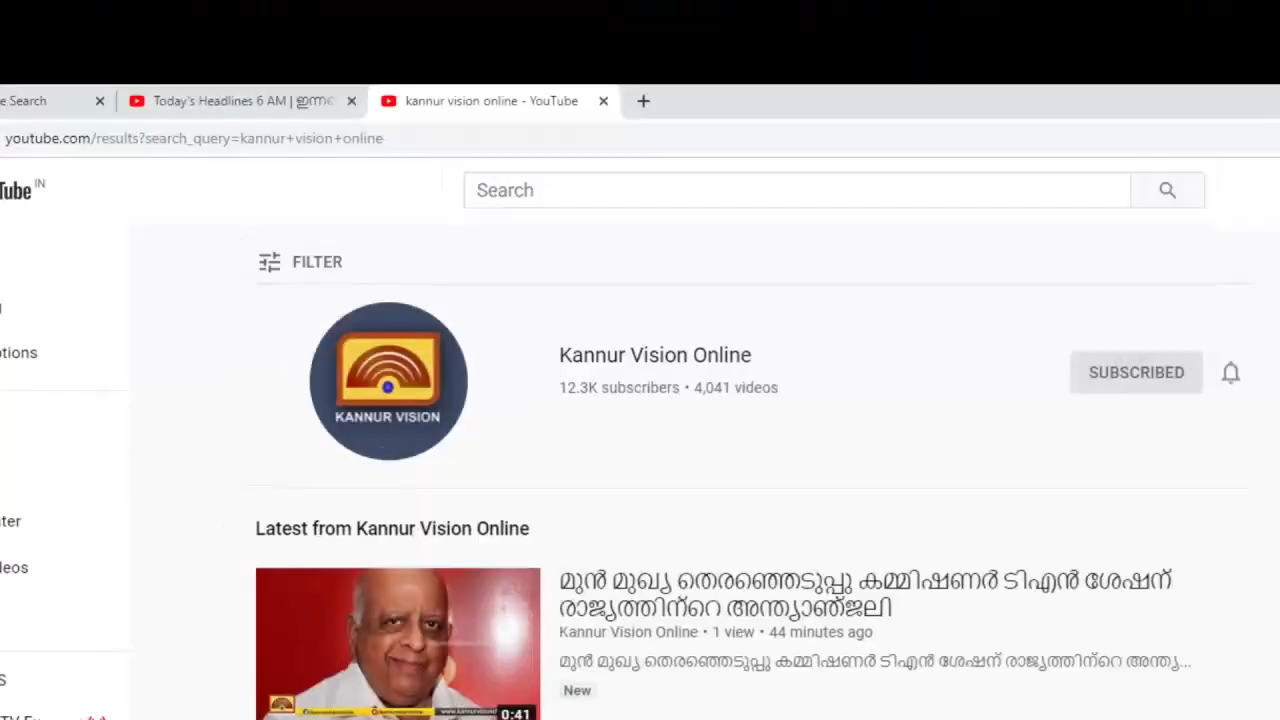 e Search
Today's Headlines 6 AM | ഇന്ന
kannur vision online - YouTube
youtube.com/results?search_query=kannur+vision+online
Tube IN
Search
FILTER
otions
KANNUR VISION
Kannur Vision Online
12.3K subscribers • 4,041 videos
SUBSCRIBED
ter
Latest from Kannur Vision Online
leos
മുൻ മുഖ്യ തെരഞ്ഞെടുപ്പു കമ്മിഷണർ ടിഎൻ ശേഷന്
രാജ്യത്തിന്റെ അന്ത്യാഞ്ജലി
Kannur Vision Online • 1 view • 44 minutes ago
മുൻ മുഖ്യ തെരഞ്ഞെടുപ്പു കമ്മിഷണർ ടിഎൻ ശേഷന് രാജ്യത്തിന്റെ അന്ത്യ...
S
New
0:41